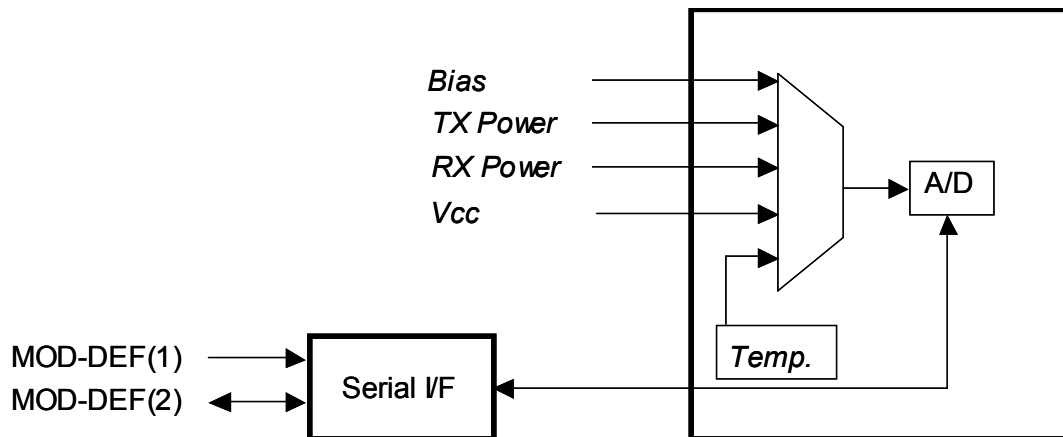 Bias
TX Power
RX Power
Vcc
A/D
Temp.
MOD-DEF(1)
MOD-DEF(2)
Serial I/F